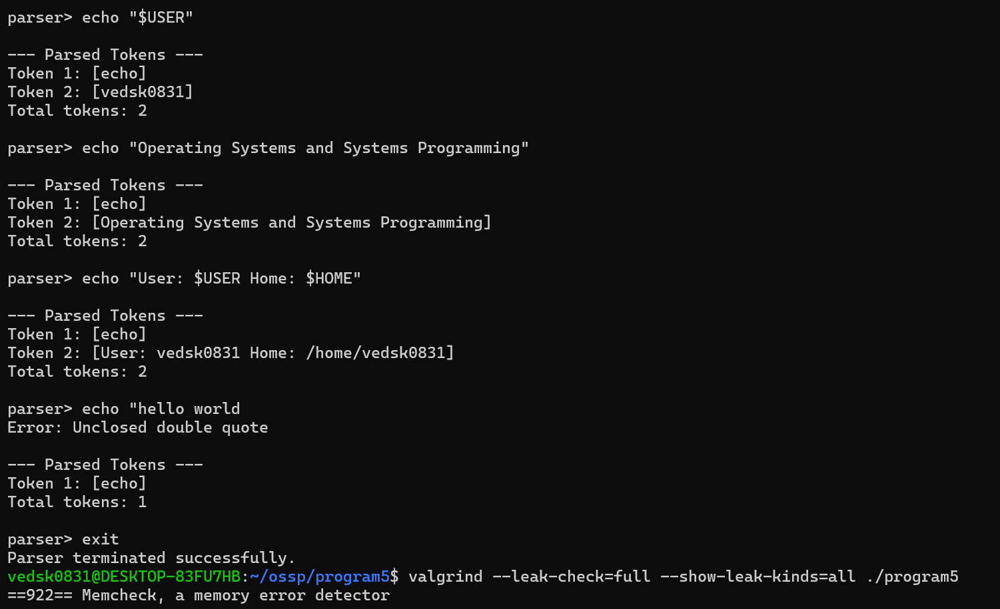 parser> echo "$USER"
--- Parsed Tokens ---
Token 1: [echo]
Token 2: [vedsk0831]
Total tokens: 2
parser> echo "Operating Systems and Systems Programming"
--- Parsed Tokens ---
Token 1: [echo]
Token 2: [Operating Systems and Systems Programming]
Total tokens: 2
parser> echo "User: $USER Home: $HOME"
--- Parsed Tokens ---
Token 1: [echo]
Token 2: [User: vedsk0831 Home: /home/vedsk0831]
Total tokens: 2
parser> echo "hello world
Error: Unclosed double quote
--- Parsed Tokens ---
Token 1: [echo]
Total tokens: 1
parser> exit
Parser terminated successfully.
vedsk0831@DESKTOP-83FU7HB:~/ossp/program5$ valgrind --leak-check=full --show-leak-kinds=all ./program5
==922== Memcheck, a memory error detector